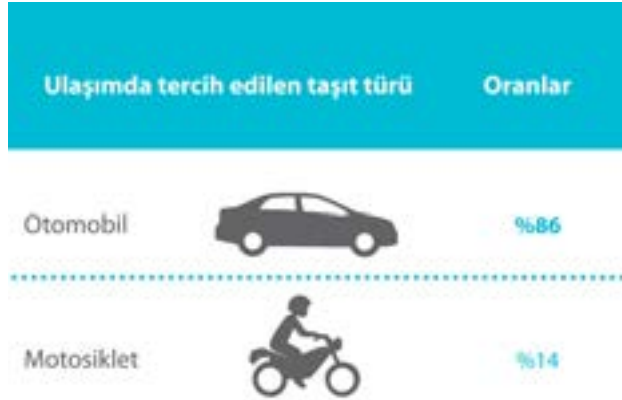 Ulaşımda tercih edilen taşıt türü Oranlar
Otomobil %86
Motosiklet %14